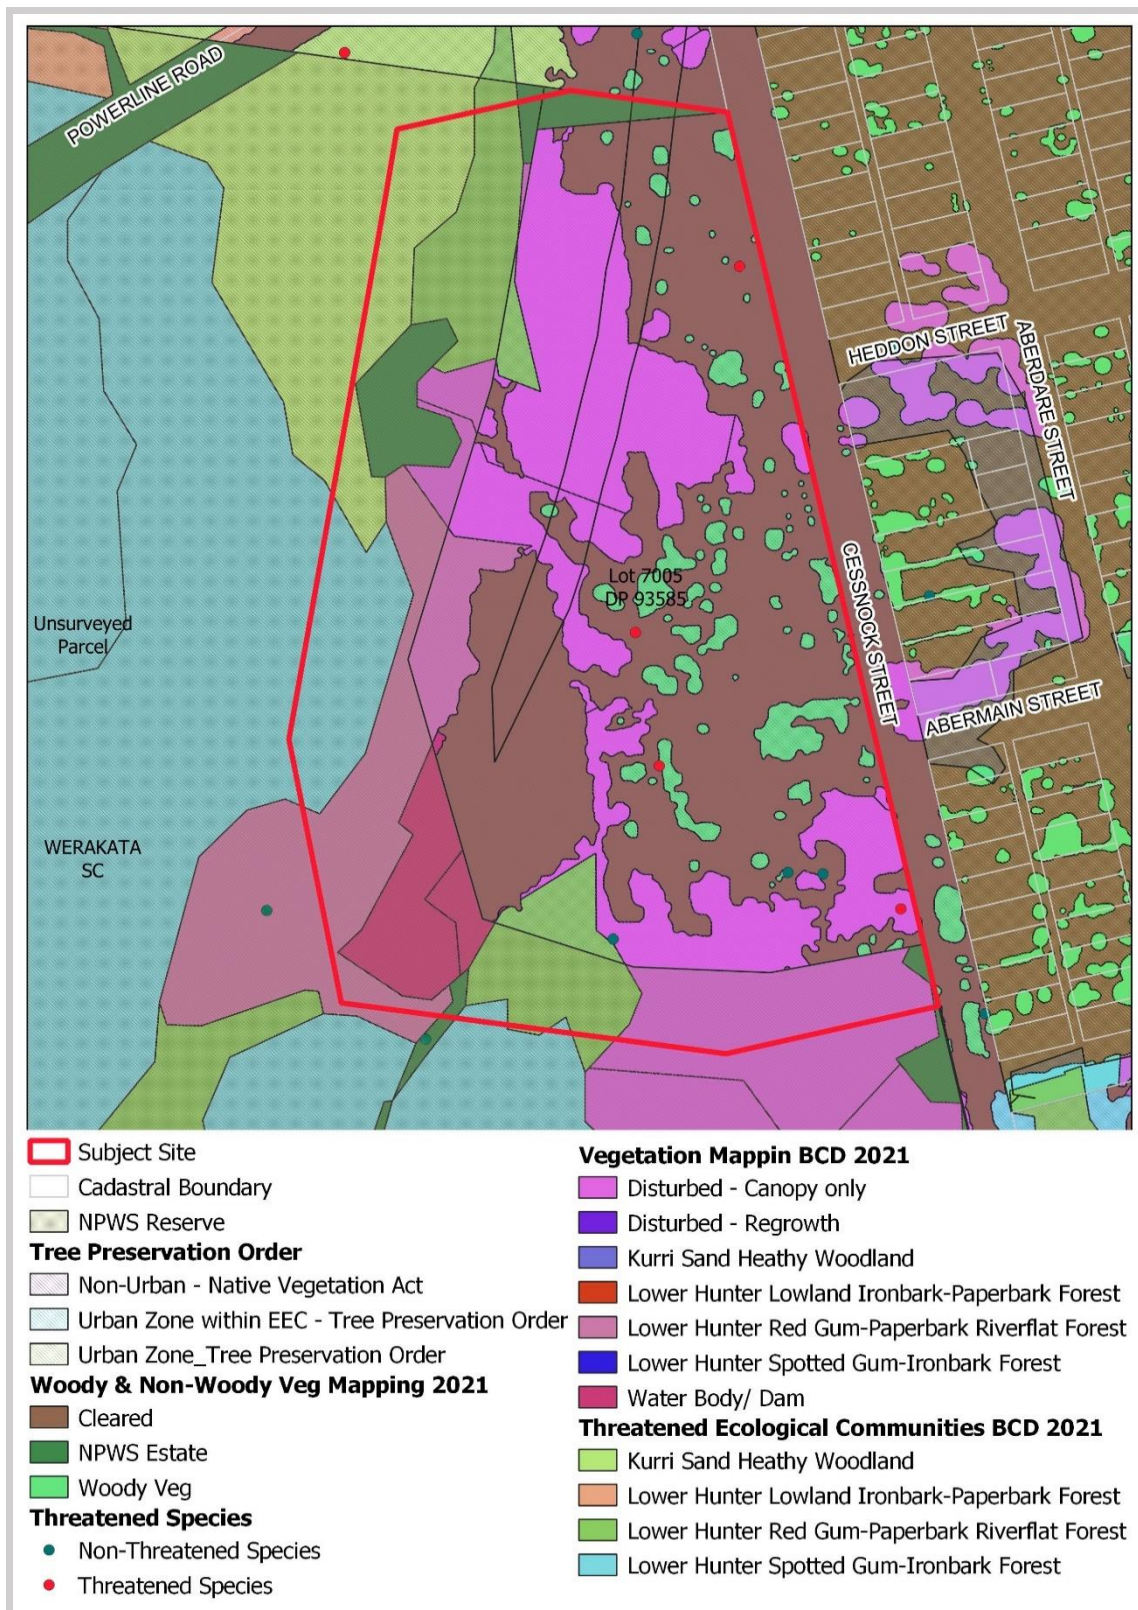 POWERLINE ROAD
HEDDON STREET
ABERDARE STREET
Lot 7005
DP 93585
CESSNOCK STREET
Unsurveyed
Parcel
ABERMAIN STREET
WERAKATA
SC
Subject Site
Cadastral Boundary
NPWS Reserve
Tree Preservation Order
Non-Urban - Native Vegetation Act
Urban Zone within EEC - Tree Preservation Order
Urban Zone_Tree Preservation Order
Woody & Non-Woody Veg Mapping 2021
Cleared
NPWS Estate
Woody Veg
Threatened Species
Non-Threatened Species
Threatened Species
Vegetation Mappin BCD 2021
Disturbed - Canopy only
Disturbed - Regrowth
Kurri Sand Heathy Woodland
Lower Hunter Lowland Ironbark-Paperbark Forest
Lower Hunter Red Gum-Paperbark Riverflat Forest
Lower Hunter Spotted Gum-Ironbark Forest
Water Body/ Dam
Threatened Ecological Communities BCD 2021
Kurri Sand Heathy Woodland
Lower Hunter Lowland Ironbark-Paperbark Forest
Lower Hunter Red Gum-Paperbark Riverflat Forest
Lower Hunter Spotted Gum-Ironbark Forest